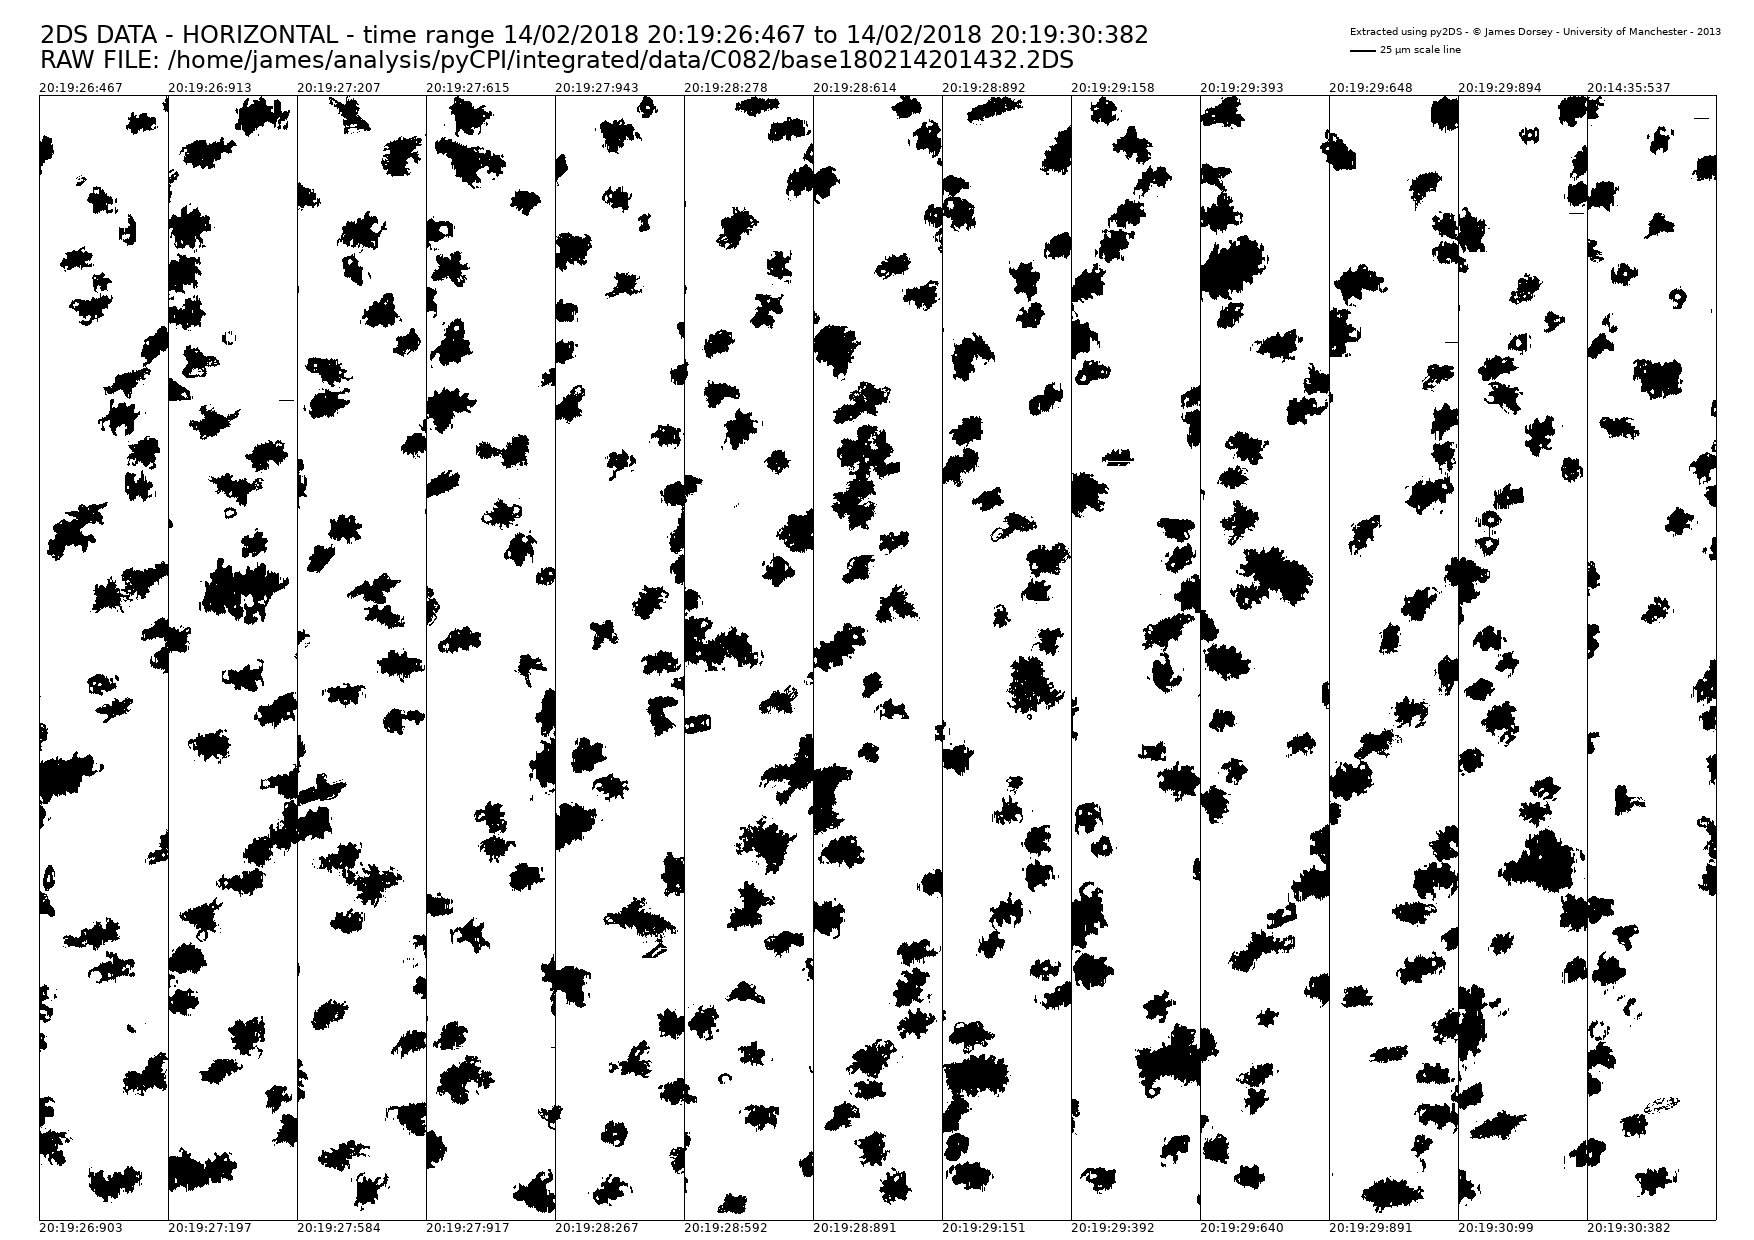 2DS DATA - HORIZONTAL - time range 14/02/2018 20:19:26:467 to 14/02/2018 20:19:30:382
RAW FILE: /home/james/analysis/pyCPI/integrated/data/C082/base180214201432.2DS
Extracted using py2DS - © James Dorsey - University of Manchester - 2013
25 µm scale line
20:19:26:467 20:19:26:913 20:19:27:207 20:19:27:615 20:19:27:943 20:19:28:278 20:19:28:614 20:19:28:892 20:19:29:158 20:19:29:393 20:19:29:648 20:19:29:894 20:14:35:537
20:19:26:903 20:19:27:197 20:19:27:584 20:19:27:917 20:19:28:267 20:19:28:592 20:19:28:891 20:19:29:151 20:19:29:392 20:19:29:640 20:19:29:891 20:19:30:99 20:19:30:382